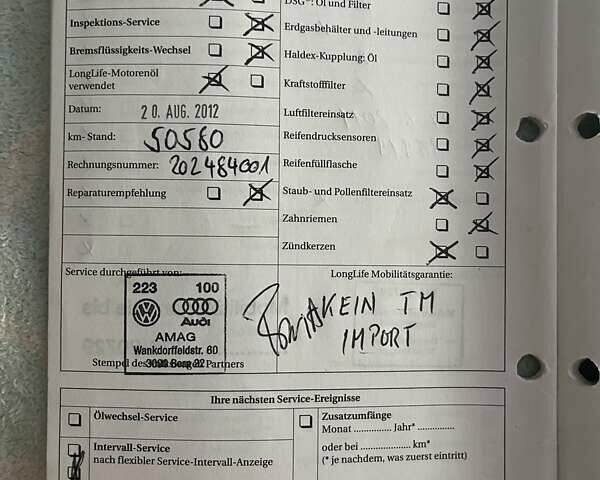 DSG®: Öl und Filter
Inspektions-Service
Erdgasbehälter und -leitungen
Bremsflüssigkeits-Wechsel
Haldex-Kupplung: Öl
LongLife-Motorenöl
verwendet
Kraftstofffilter
Datum: 20. AUG. 2012
Luftfiltereinsatz
km- Stand: 50580
Reifendrucksensoren
Rechnungsnummer: 202484001
Reifenfüllflasche
Reparaturempfehlung
Staub- und Pollenfiltereinsatz
Zahnriemen
Zündkerzen
Service durchgeführt von:
LongLife Mobilitätsgarantie:
223 100
Audi
AMAG
Wankdorffeldstr. 60
3000 Bern 22
Stempel des Partners
KEIN TM
IMPORT
Ihre nächsten Service-Ereignisse
Ölwechsel-Service
Intervall-Service
nach flexibler Service-Intervall-Anzeige
Zusatzumfänge
Monat ............... Jahr* ...............
oder bei ..................... km*
(* je nachdem, was zuerst eintritt)